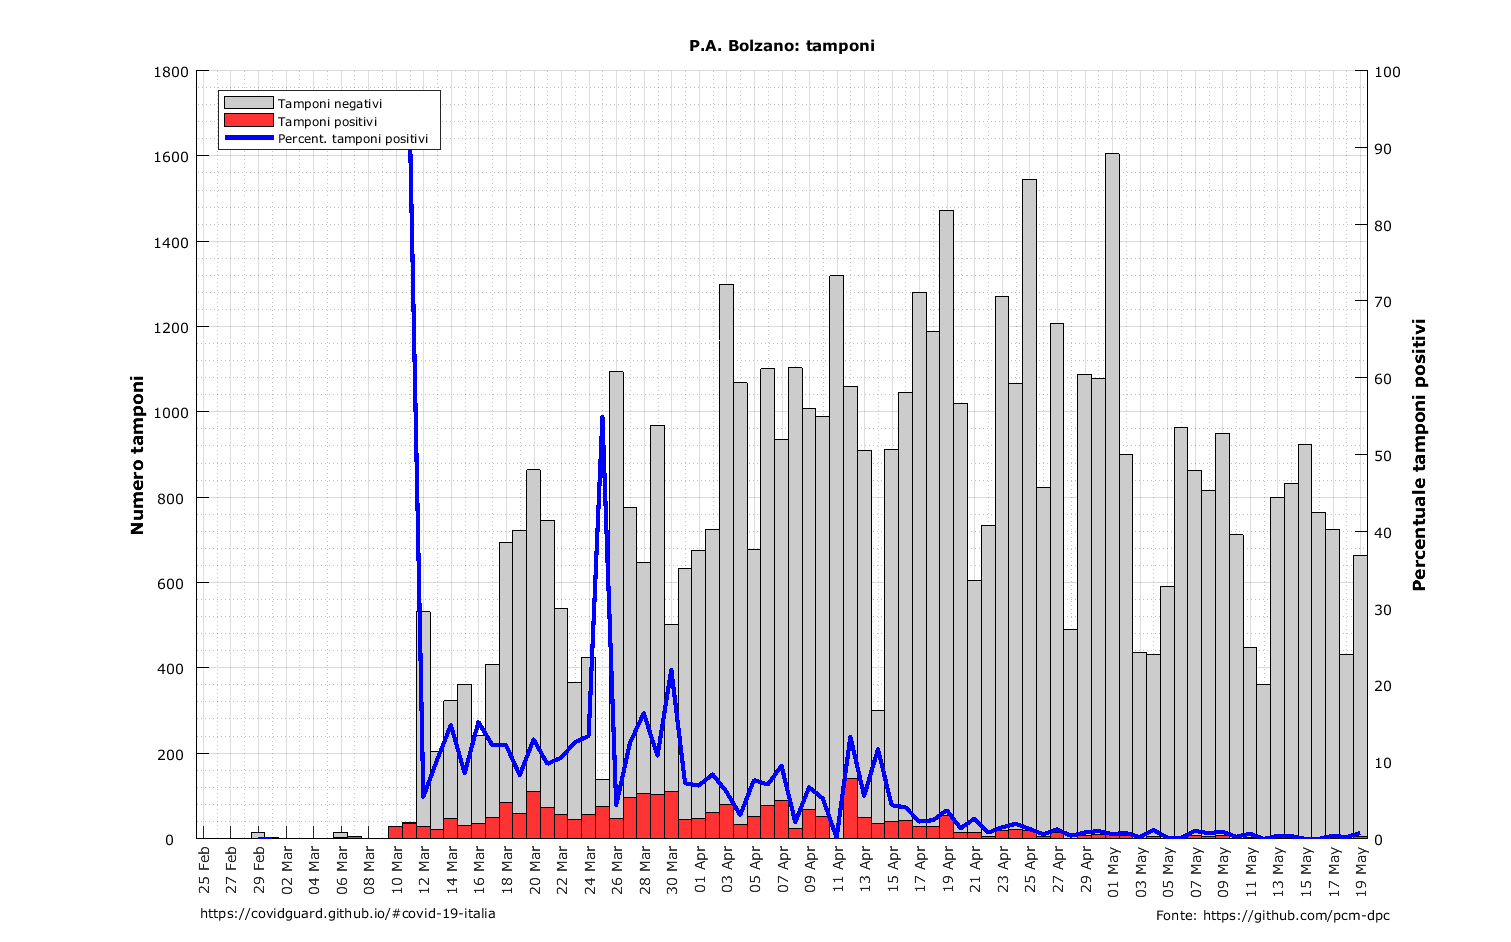 P.A. Bolzano: tamponi
Tamponi negativi
Tamponi positivi
Percent. tamponi positivi
Numero tamponi
1800
1600
1400
1200
1000
800
600
400
200
0
100
90
80
70
60
50
40
30
20
10
0
Percentuale tamponi positivi
25 Feb
27 Feb
29 Feb
02 Mar
04 Mar
06 Mar
08 Mar
10 Mar
12 Mar
14 Mar
16 Mar
18 Mar
20 Mar
22 Mar
24 Mar
26 Mar
28 Mar
30 Mar
01 Apr
03 Apr
05 Apr
07 Apr
09 Apr
11 Apr
13 Apr
15 Apr
17 Apr
19 Apr
21 Apr
23 Apr
25 Apr
27 Apr
29 Apr
01 May
03 May
05 May
07 May
09 May
11 May
13 May
15 May
17 May
19 May
https://covidguard.github.io/#covid-19-italia
Fonte: https://github.com/pcm-dpc